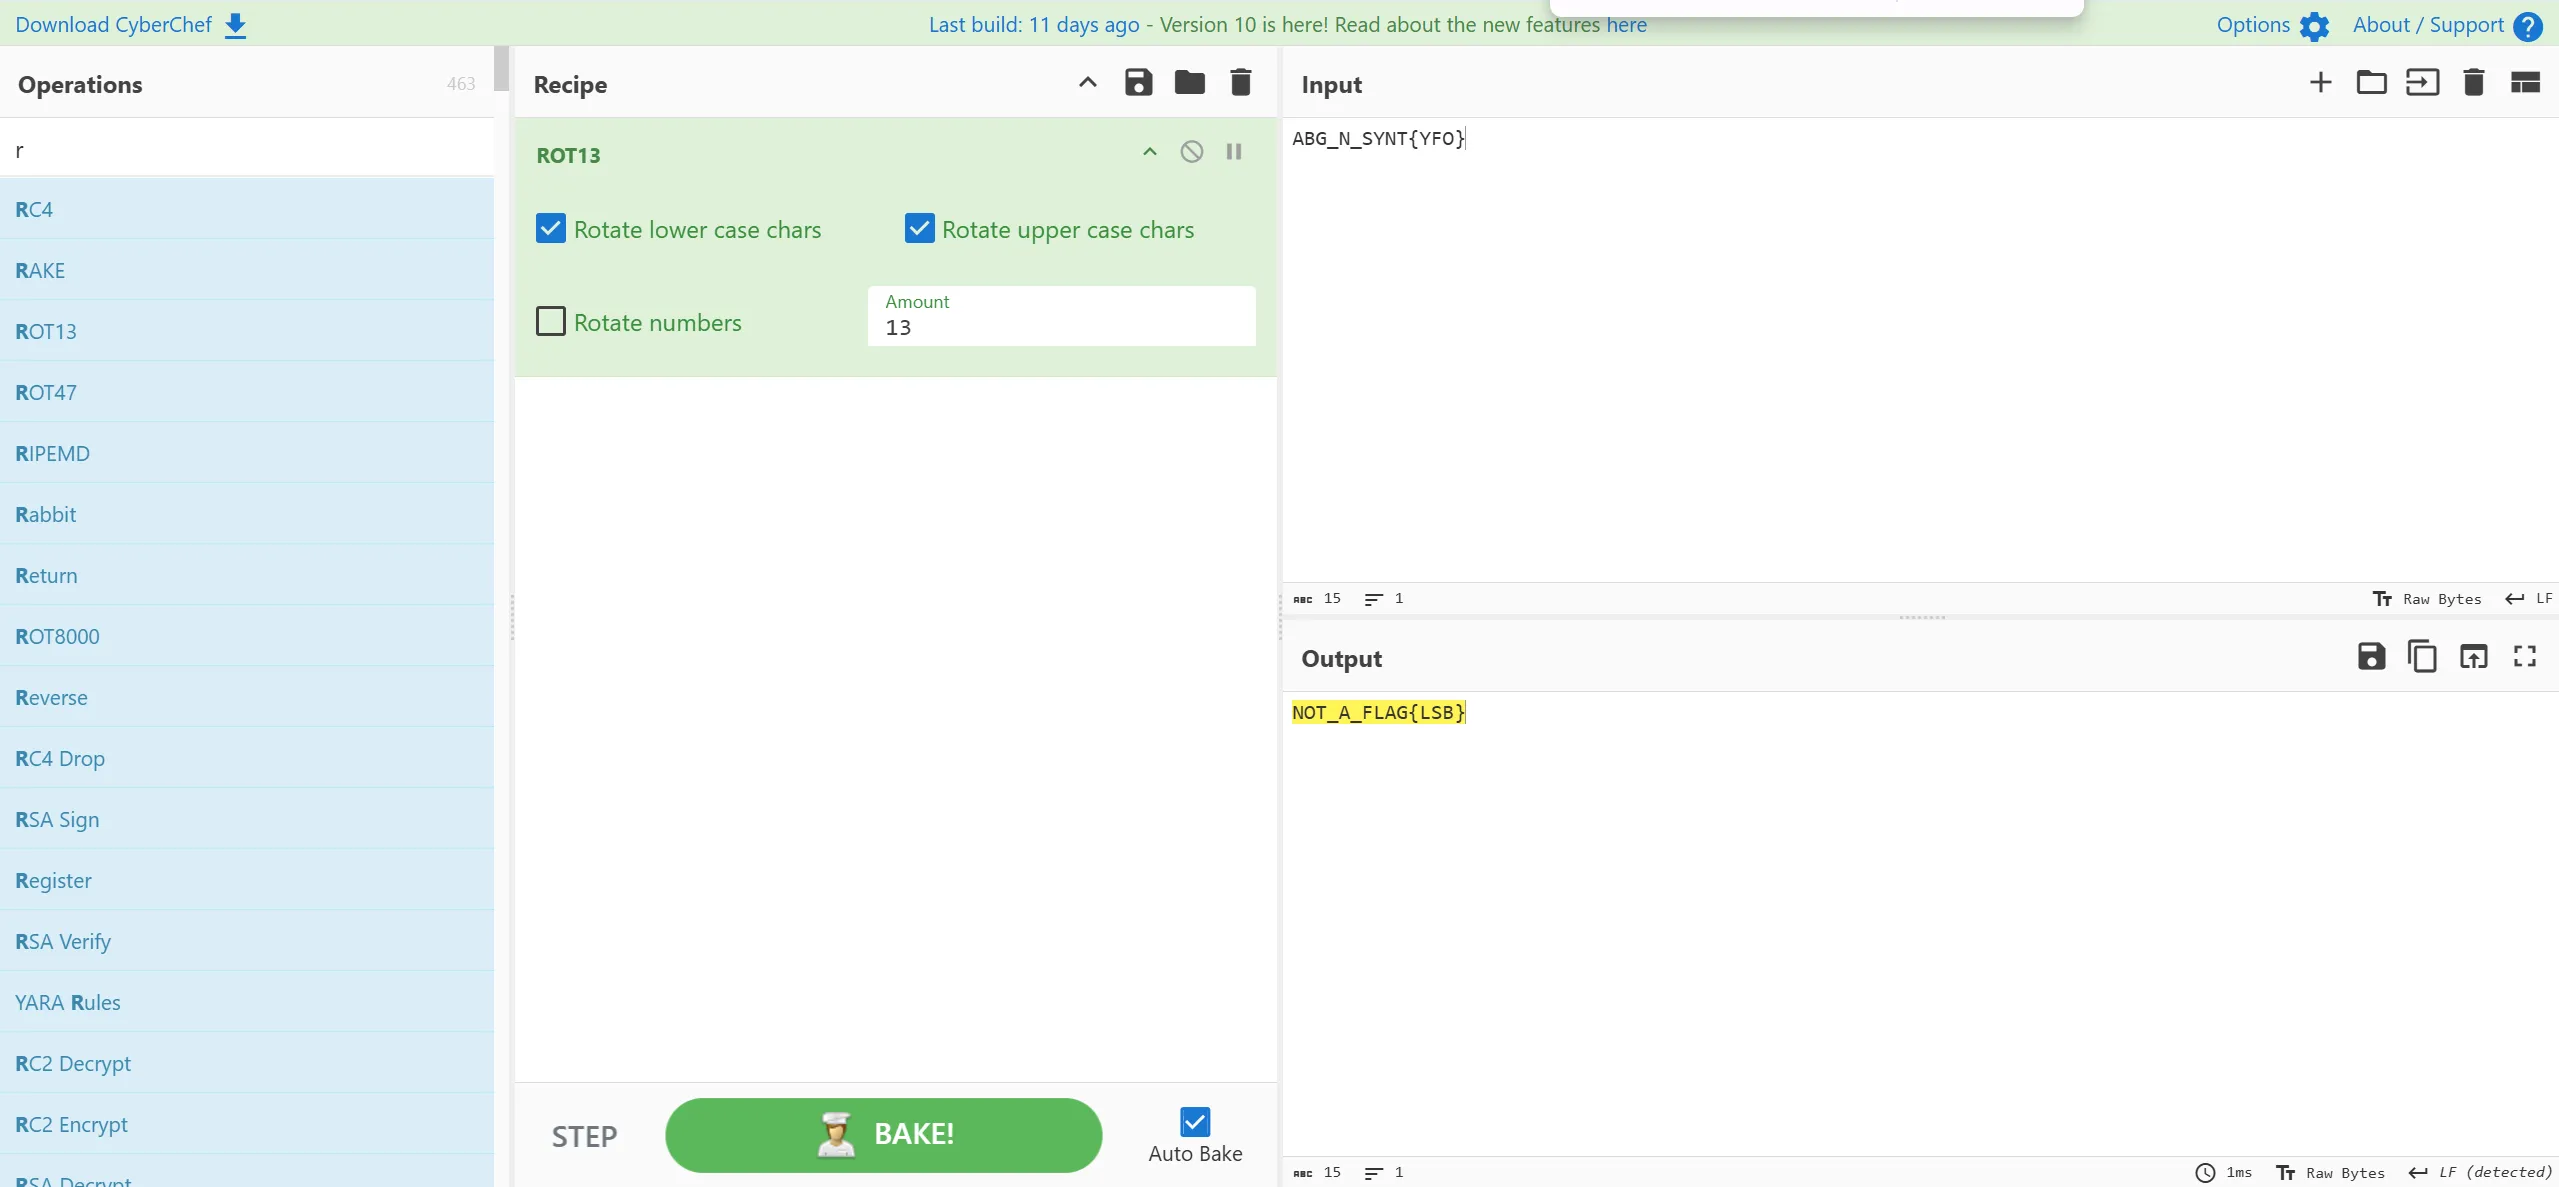 Download CyberChef
Last build: 11 days ago - Version 10 is here! Read about the new features here
Options
About / Support
Operations
463
r
RC4
RAKE
ROT13
ROT47
RIPEMD
Rabbit
Return
ROT8000
Reverse
RC4 Drop
RSA Sign
Register
RSA Verify
YARA Rules
RC2 Decrypt
RC2 Encrypt
RSA Decrypt
Recipe
ROT13
Rotate lower case chars
Rotate upper case chars
Rotate numbers
Amount
13
STEP
BAKE!
Auto Bake
Input
ABG_N_SYNT{YFO}
ABC 15
1
Raw Bytes
LF
Output
NOT_A_FLAG{LSB}
ABC 15
1
1ms
Raw Bytes
LF (detected)